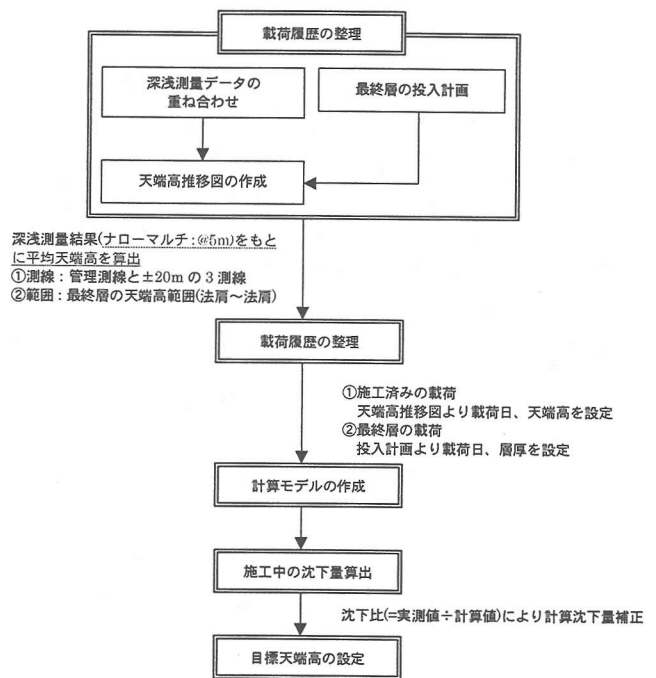 載荷履歴の整理
深浅測量データの
重ね合わせ
最終層の投入計画
天端高推移図の作成
深浅測量結果(ナローマルチ:@5m)をもと
に平均天端高を算出
①測線:管理測線と±20mの3測線
②範囲:最終層の天端高範囲(法肩～法肩)
載荷履歴の整理
①施工済みの載荷
天端高推移図より載荷日、天端高を設定
②最終層の載荷
投入計画より載荷日、層厚を設定
計算モデルの作成
施工中の沈下量算出
沈下比(=実測値÷計算値)により計算沈下量補正
目標天端高の設定